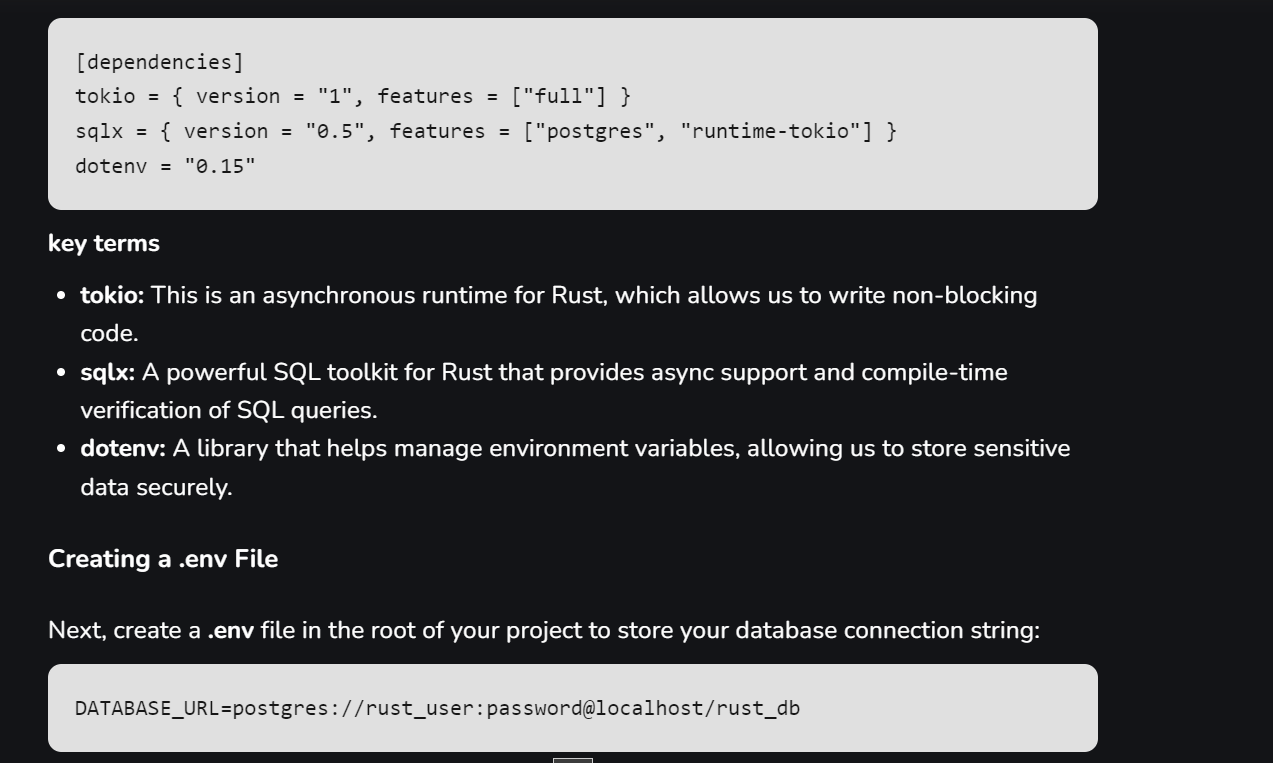 [dependencies]
tokio = { version = "1", features = ["full"] }
sqlx = { version = "0.5", features = ["postgres", "runtime-tokio"] }
dotenv = "0.15"
key terms
• tokio: This is an asynchronous runtime for Rust, which allows us to write non-blocking
code.
• sqlx: A powerful SQL toolkit for Rust that provides async support and compile-time
verification of SQL queries.
• dotenv: A library that helps manage environment variables, allowing us to store sensitive
data securely.
Creating a .env File
Next, create a .env file in the root of your project to store your database connection string:
DATABASE_URL=postgres://rust_user:password@localhost/rust_db